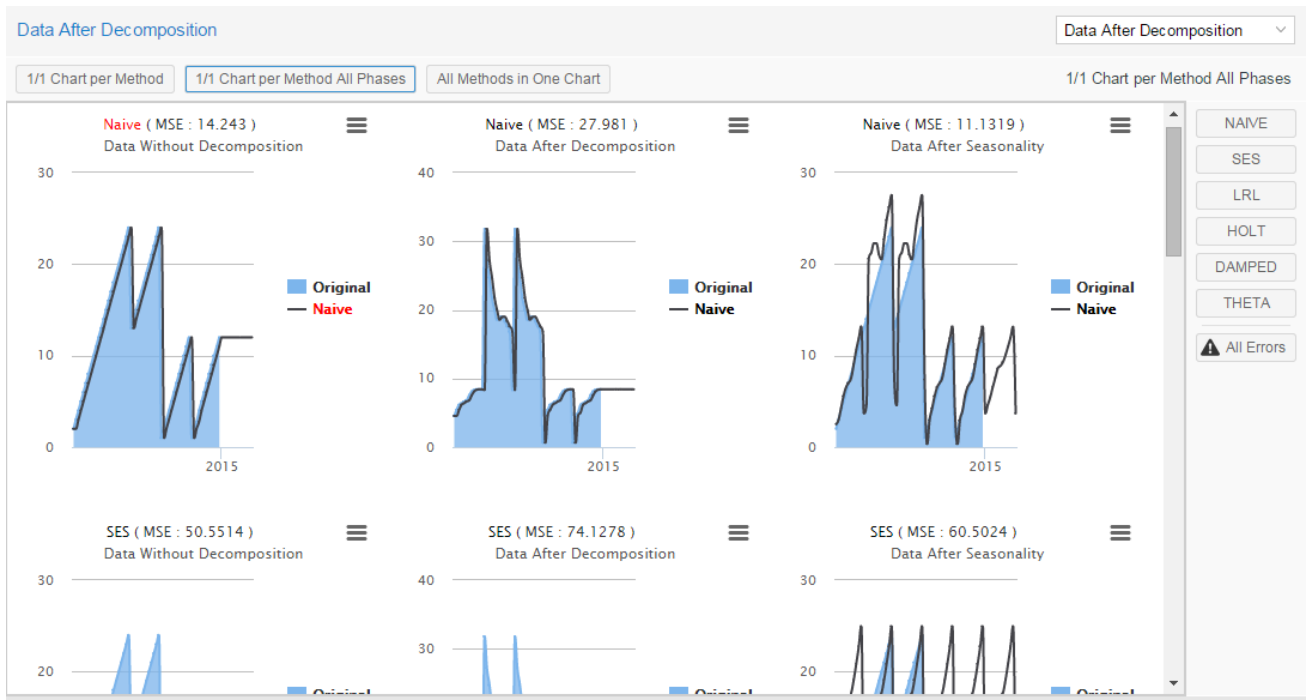 Data After Decomposition
Data After Decomposition
1/1 Chart per Method
1/1 Chart per Method All Phases
All Methods in One Chart
1/1 Chart per Method All Phases
Naive ( MSE : 14.243 )
Data Without Decomposition
30
20
10
0
2015
Original
Naive
Naive ( MSE : 27.981 )
Data After Decomposition
40
30
20
10
0
2015
Original
Naive
Naive ( MSE : 11.1319 )
Data After Seasonality
30
20
10
0
2015
Original
Naive
NAIVE
SES
LRL
HOLT
DAMPED
THETA
All Errors
SES ( MSE : 50.5514 )
Data Without Decomposition
30
20
Original
SES ( MSE : 74.1278 )
Data After Decomposition
40
30
Original
SES ( MSE : 60.5024 )
Data After Seasonality
30
20
Original